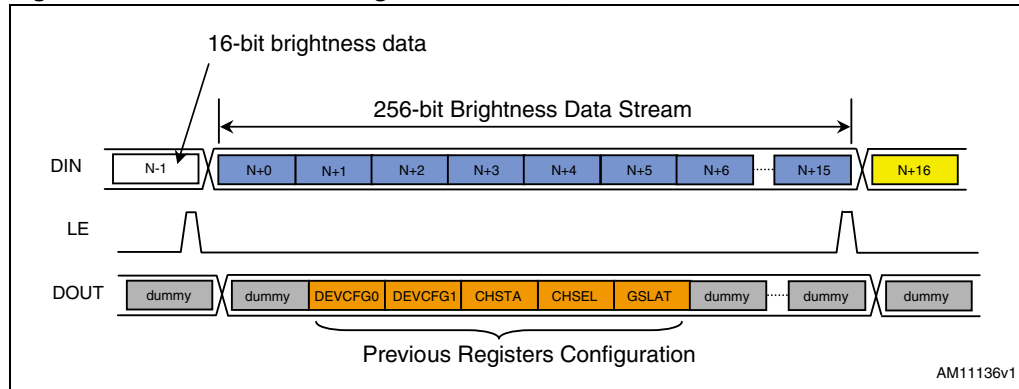 16-bit brightness data
256-bit Brightness Data Stream
DIN N-1 N+0 N+1 N+2 N+3 N+4 N+5 N+6 N+15 N+16
LE
DOUT dummy dummy DEVCFG0 DEVCFG1 CHSTA CHSEL GSLAT dummy dummy dummy
Previous Registers Configuration
AM11136v1